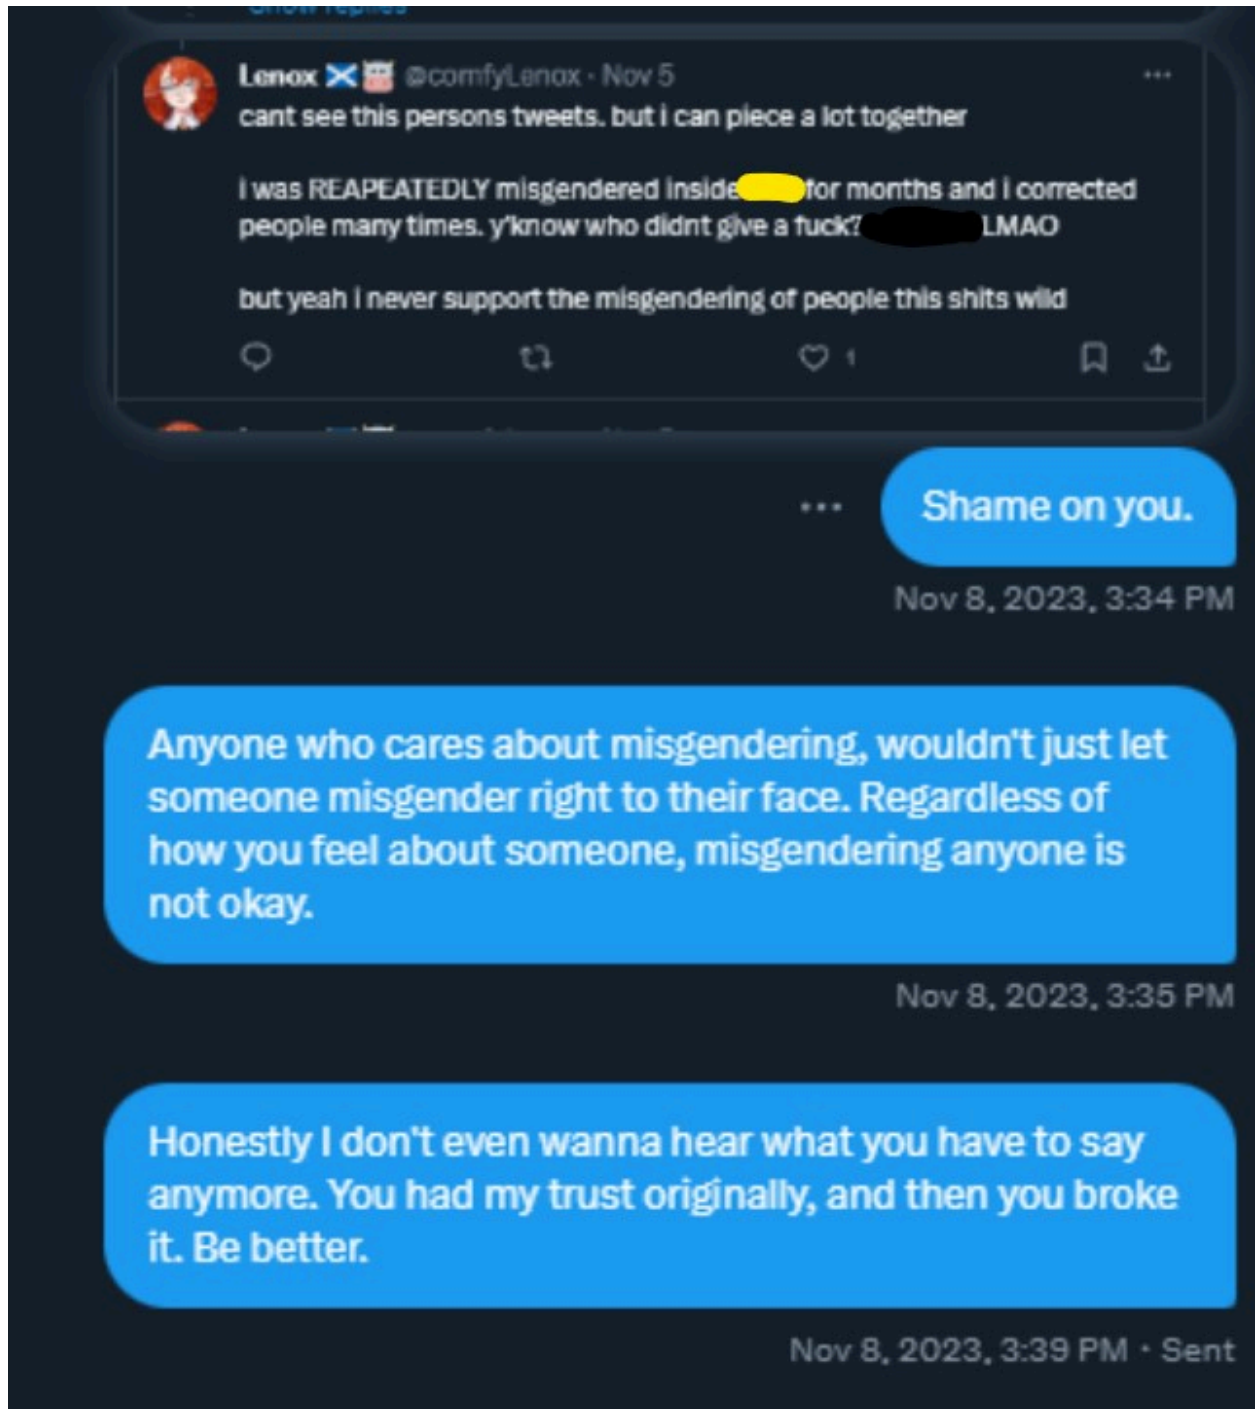 Show replies
Lenox @comfyLenox · Nov 5
cant see this persons tweets. but i can piece a lot together
i was REAPEATEDLY misgendered inside for months and i corrected
people many times. y'know who didnt give a fuck? LMAO
but yeah i never support the misgendering of people this shits wild
1
Shame on you.
Nov 8, 2023, 3:34 PM
Anyone who cares about misgendering, wouldn't just let
someone misgender right to their face. Regardless of
how you feel about someone, misgendering anyone is
not okay.
Nov 8, 2023, 3:35 PM
Honestly I don't even wanna hear what you have to say
anymore. You had my trust originally, and then you broke
it. Be better.
Nov 8, 2023, 3:39 PM · Sent